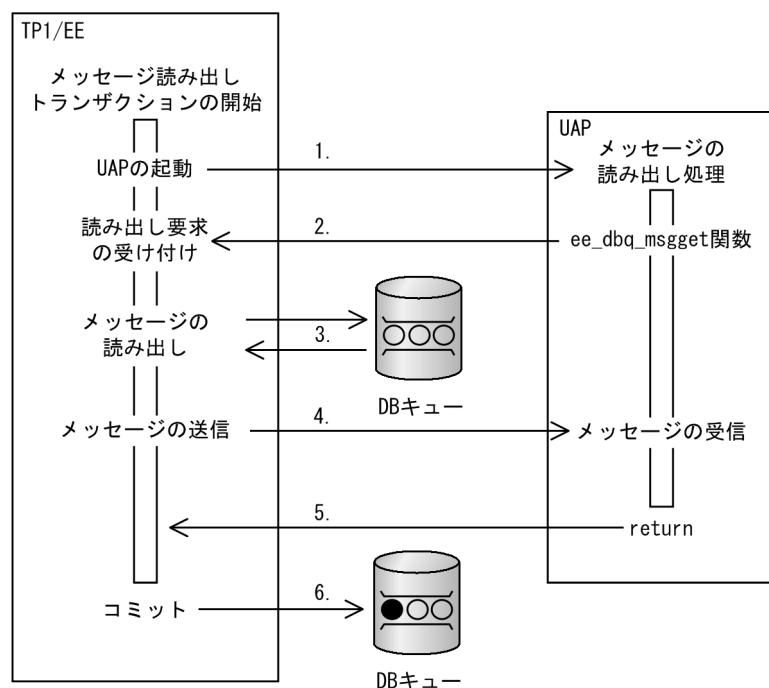 TP1/EE
メッセージ読み出し
トランザクションの開始
UAP
メッセージの
読み出し処理
UAPの起動
1.
読み出し要求
の受け付け
2.
ee_dbq_msgget関数
メッセージの
読み出し
3.
DBキュー
メッセージの送信
4.
メッセージの受信
5.
return
コミット
6.
DBキュー